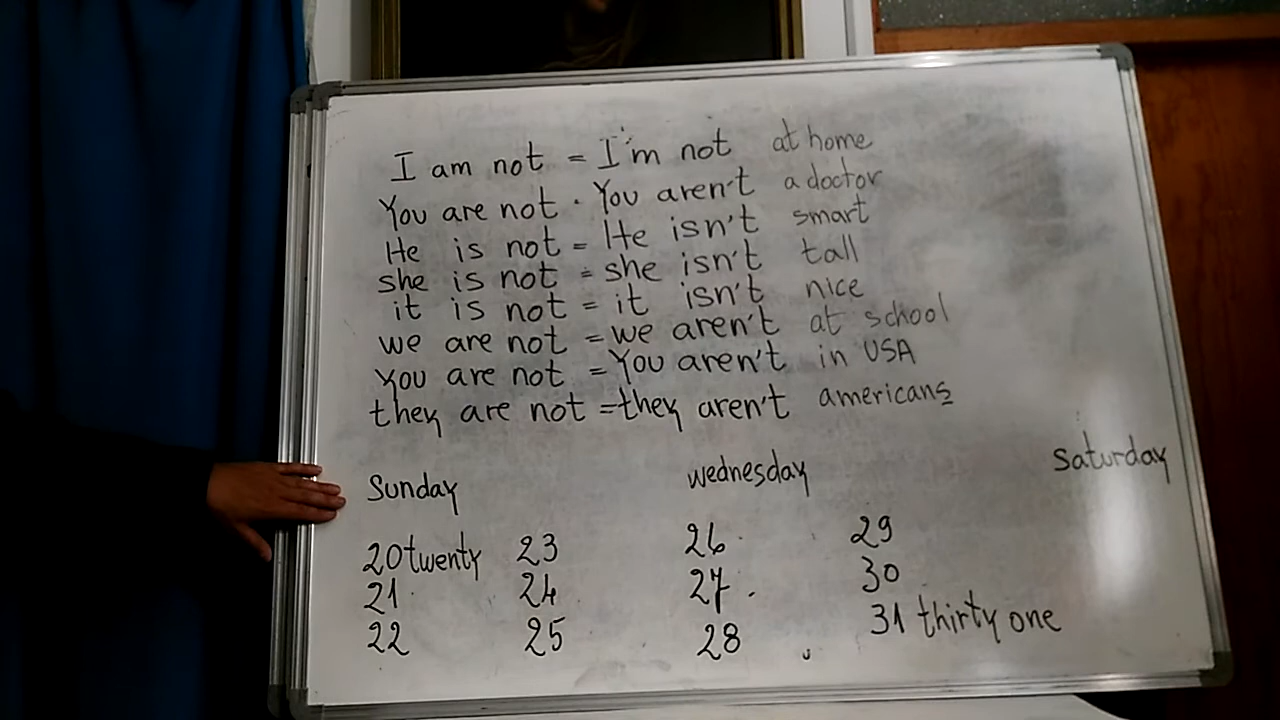 I am not = I'm not at home
You are not . You aren't a doctor
He is not = He isn't smart
she is not = she isn't tall
it is not = it isn't nice
we are not = we aren't at school
You are not = You aren't in USA
they are not = they aren't americans
Sunday wednesday saturday
20 twenty 23 26 29
21 24 27 30
22 25 28 31 thirty one